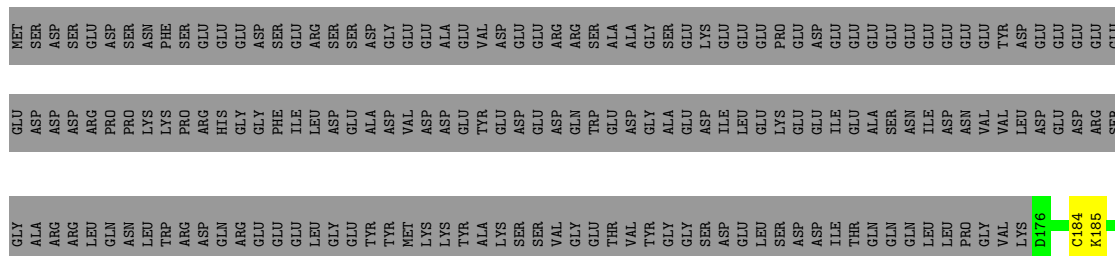 MET SER ASP SER GLU ASP SER ASN PHE SER GLU GLU GLU ASP SER GLU ARG SER SER ASP GLY GLU GLU ALA GLU VAL ASP GLU GLU ARG ARG SER ALA ALA GLY SER GLU LYS GLU GLU GLU PRO GLU ASP GLU GLU GLU GLU GLU GLU GLU GLU GLU TYR ASP GLU GLU GLU GLU GLU
GLU ASP ASP ASP ARG PRO PRO LYS LYS PRO ARG HIS GLY GLY PHE ILE LEU ASP GLU ALA ASP VAL ASP ASP GLU TYR GLU ASP GLU ASP GLN TRP GLU ASP GLY ALA GLU ASP ILE LEU GLU LYS GLU GLU ILE GLU ALA SER ASN ILE ASP ASN VAL VAL LEU ASP GLU ASP ARG SER
GLY ALA ARG ARG LEU GLN ASN LEU TRP ARG ASP GLN ARG GLU GLU GLU LEU GLY GLU TYR TYR MET LYS LYS TYR ALA LYS SER SER VAL GLY GLU THR VAL TYR GLY GLY SER ASP GLU LEU SER ASP ASP ILE THR GLN GLN GLN LEU LEU PRO GLY VAL LYS D176 C184 K185